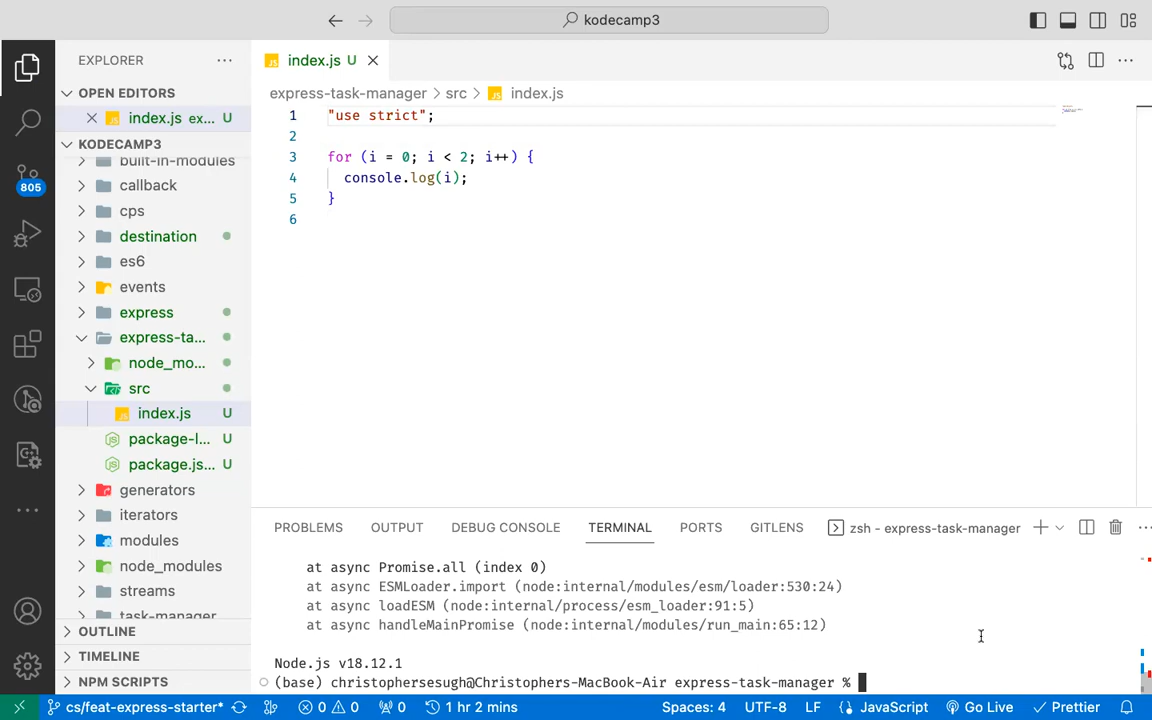 kodecamp3
EXPLORER
OPEN EDITORS
index.js ex... U
KODECAMP3
built-in-modules
callback
cps
destination
es6
events
express
express-ta...
node_mo...
src
index.js U
package-l... U
package.js... U
generators
iterators
modules
node_modules
streams
task-manager
OUTLINE
TIMELINE
NPM SCRIPTS
805
index.js U
express-task-manager > src > index.js
1 "use strict";
2
3 for (i = 0; i < 2; i++) {
4 console.log(i);
5 }
6
PROBLEMS OUTPUT DEBUG CONSOLE TERMINAL PORTS GITLENS zsh - express-task-manager
at async Promise.all (index 0)
at async ESMLoader.import (node:internal/modules/esm/loader:530:24)
at async loadESM (node:internal/process/esm_loader:91:5)
at async handleMainPromise (node:internal/modules/run_main:65:12)
Node.js v18.12.1
(base) christophersesugh@Christophers-MacBook-Air express-task-manager %
cs/feat-express-starter* 0 0 0 1 hr 2 mins Spaces: 4 UTF-8 LF JavaScript Go Live Prettier